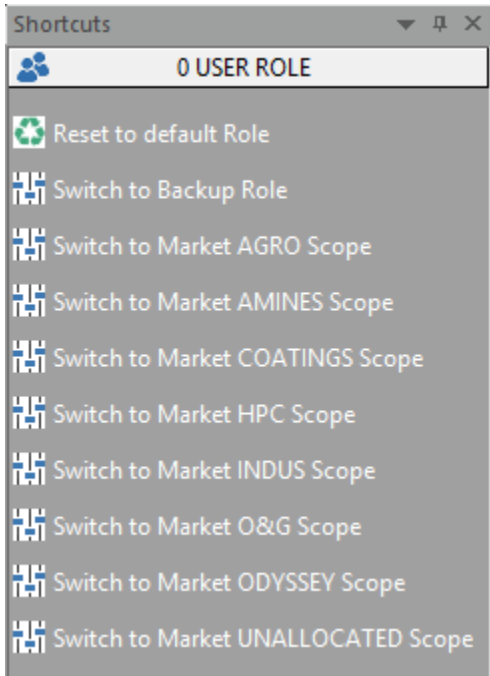 Shortcuts
0 USER ROLE
Reset to default Role
Switch to Backup Role
Switch to Market AGRO Scope
Switch to Market AMINES Scope
Switch to Market COATINGS Scope
Switch to Market HPC Scope
Switch to Market INDUS Scope
Switch to Market O&G Scope
Switch to Market ODYSSEY Scope
Switch to Market UNALLOCATED Scope